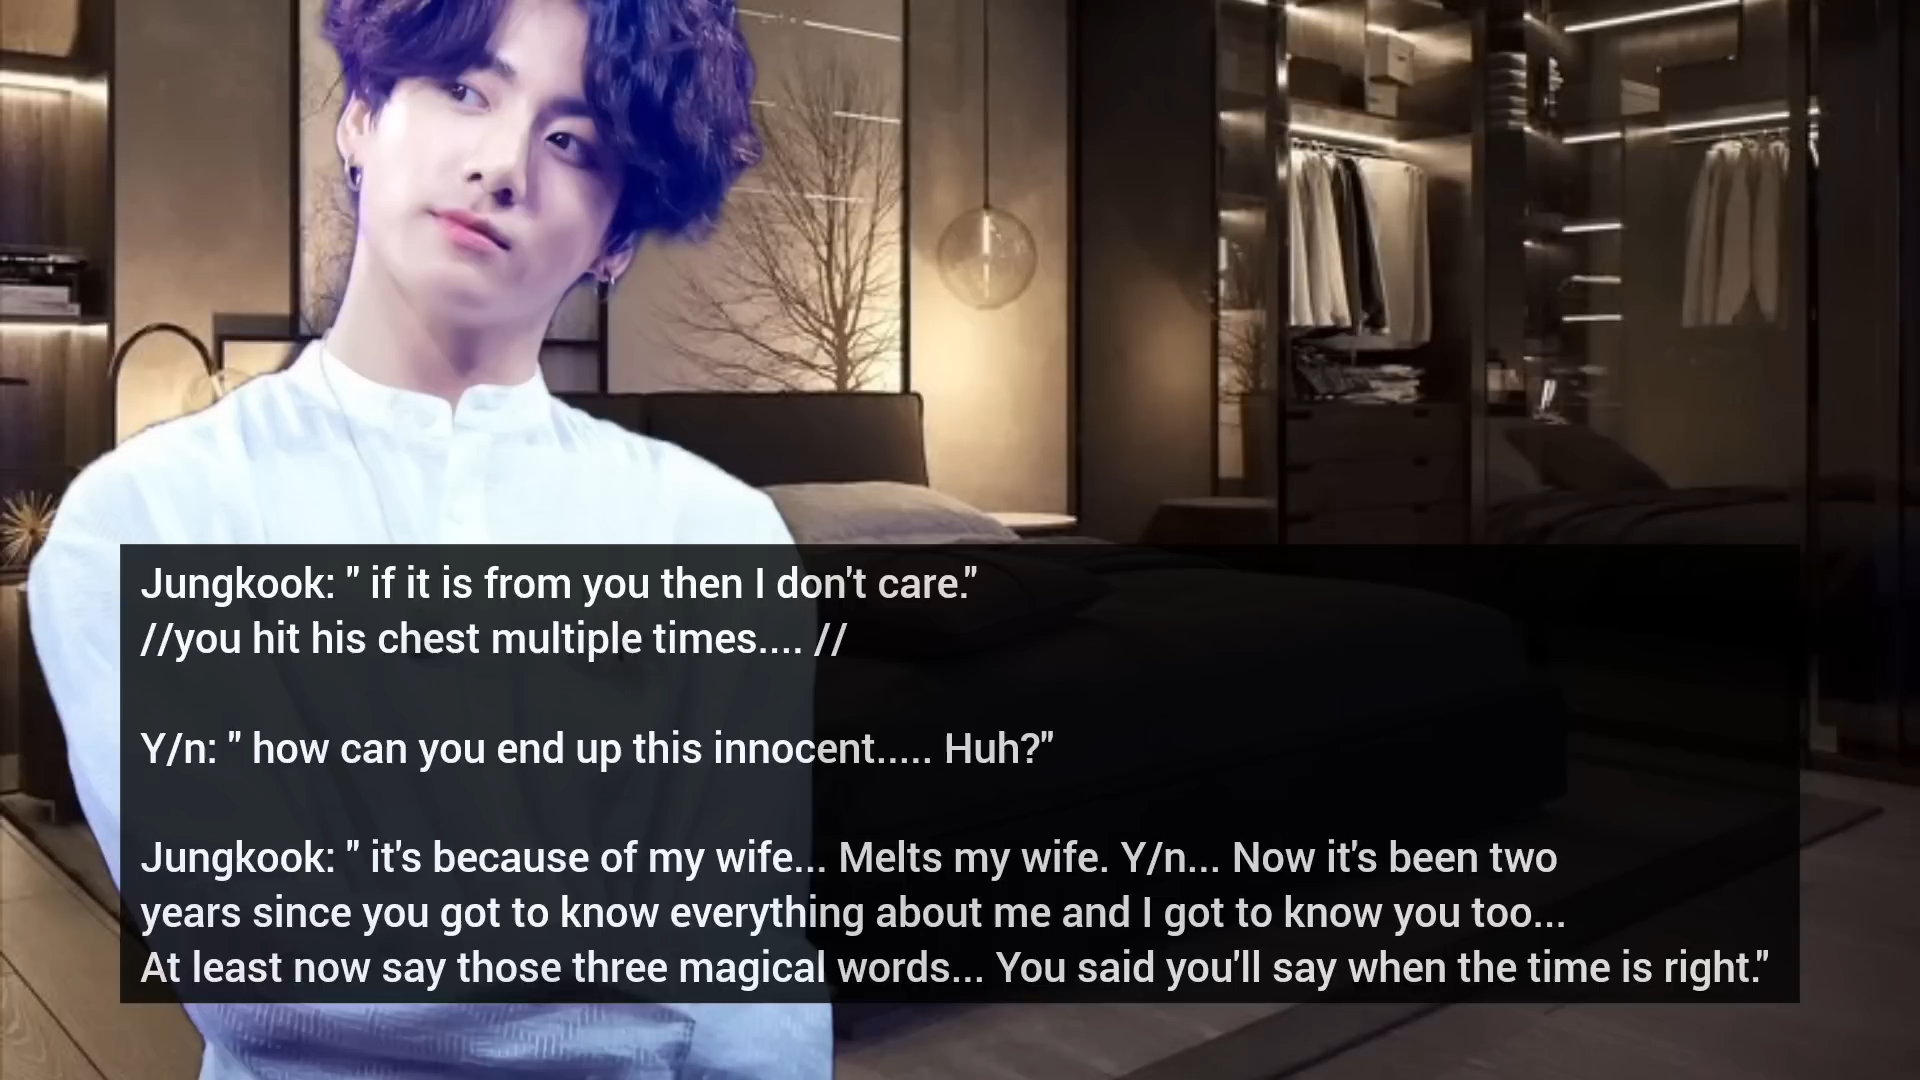 Jungkook: " if it is from you then I don't care."
//you hit his chest multiple times.... //
Y/n: " how can you end up this innocent..... Huh?"
Jungkook: " it's because of my wife... Melts my wife. Y/n... Now it's been two
years since you got to know everything about me and I got to know you too...
At least now say those three magical words... You said you'll say when the time is right."